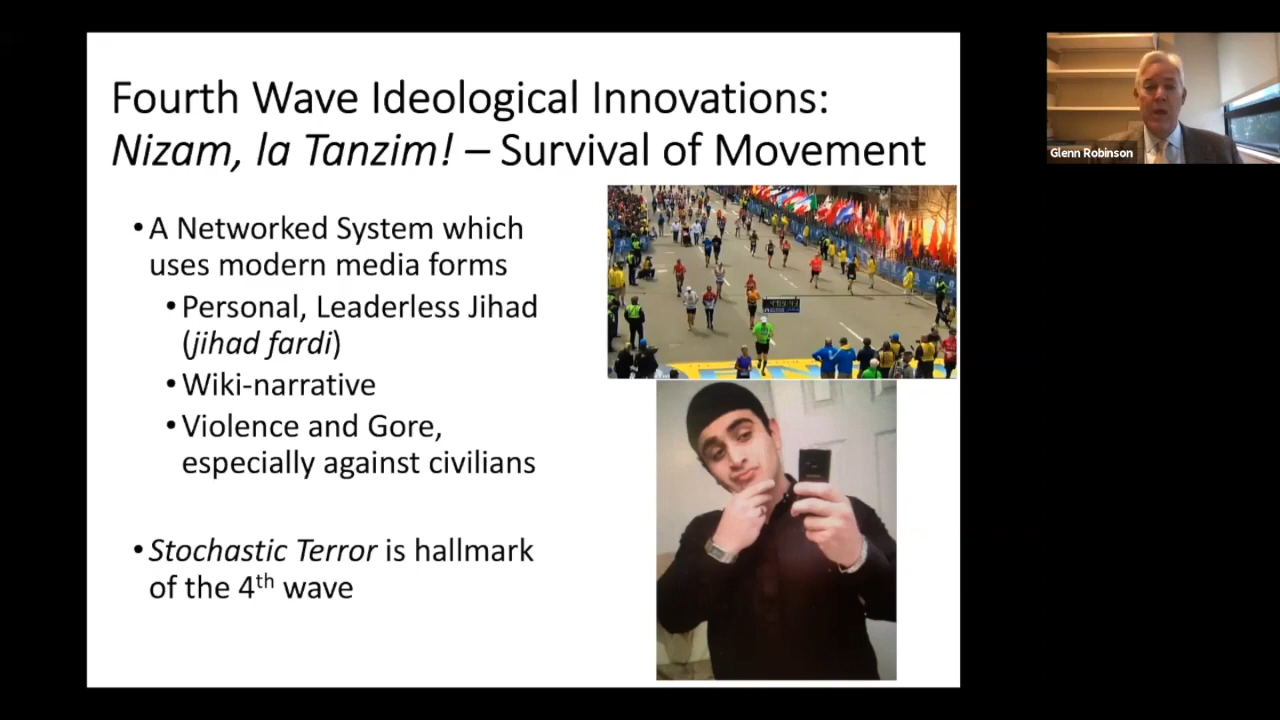 Fourth Wave Ideological Innovations:
Nizam, la Tanzim! – Survival of Movement
• A Networked System which
uses modern media forms
• Personal, Leaderless Jihad
(jihad fardi)
• Wiki-narrative
• Violence and Gore,
especially against civilians
• Stochastic Terror is hallmark
of the 4th wave
Glenn Robinson